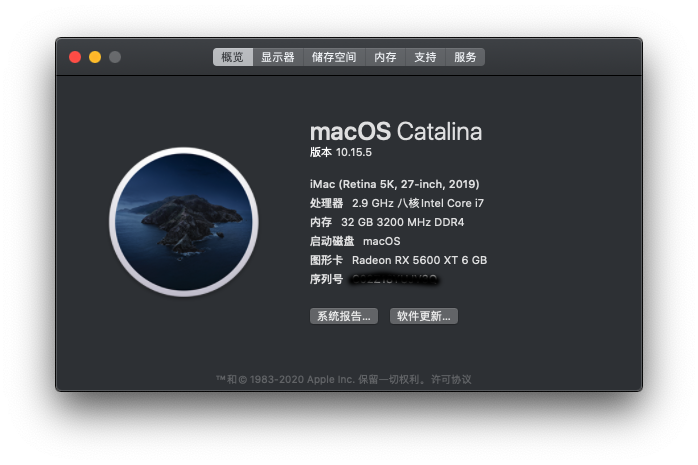 概览 显示器 储存空间 内存 支持 服务
macOS Catalina
版本 10.15.5
iMac (Retina 5K, 27-inch, 2019)
处理器 2.9 GHz 八核Intel Core i7
内存 32 GB 3200 MHz DDR4
启动磁盘 macOS
图形卡 Radeon RX 5600 XT 6 GB
序列号
系统报告... 软件更新...
™和© 1983-2020 Apple Inc. 保留一切权利。许可协议